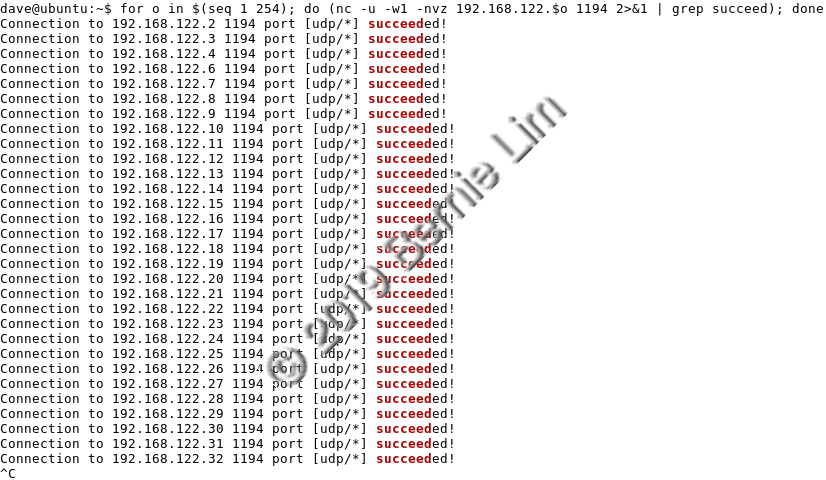 dave@ubuntu:~$ for o in $(seq 1 254); do (nc -u -w1 -nvz 192.168.122.$o 1194 2>&1 | grep succeed); done
Connection to 192.168.122.2 1194 port [udp/*] succeeded!
Connection to 192.168.122.3 1194 port [udp/*] succeeded!
Connection to 192.168.122.4 1194 port [udp/*] succeeded!
Connection to 192.168.122.6 1194 port [udp/*] succeeded!
Connection to 192.168.122.7 1194 port [udp/*] succeeded!
Connection to 192.168.122.8 1194 port [udp/*] succeeded!
Connection to 192.168.122.9 1194 port [udp/*] succeeded!
Connection to 192.168.122.10 1194 port [udp/*] succeeded!
Connection to 192.168.122.11 1194 port [udp/*] succeeded!
Connection to 192.168.122.12 1194 port [udp/*] succeeded!
Connection to 192.168.122.13 1194 port [udp/*] succeeded!
Connection to 192.168.122.14 1194 port [udp/*] succeeded!
Connection to 192.168.122.15 1194 port [udp/*] succeeded!
Connection to 192.168.122.16 1194 port [udp/*] succeeded!
Connection to 192.168.122.17 1194 port [udp/*] succeeded!
Connection to 192.168.122.18 1194 port [udp/*] succeeded!
Connection to 192.168.122.19 1194 port [udp/*] succeeded!
Connection to 192.168.122.20 1194 port [udp/*] succeeded!
Connection to 192.168.122.21 1194 port [udp/*] succeeded!
Connection to 192.168.122.22 1194 port [udp/*] succeeded!
Connection to 192.168.122.23 1194 port [udp/*] succeeded!
Connection to 192.168.122.24 1194 port [udp/*] succeeded!
Connection to 192.168.122.25 1194 port [udp/*] succeeded!
Connection to 192.168.122.26 1194 port [udp/*] succeeded!
Connection to 192.168.122.27 1194 port [udp/*] succeeded!
Connection to 192.168.122.28 1194 port [udp/*] succeeded!
Connection to 192.168.122.29 1194 port [udp/*] succeeded!
Connection to 192.168.122.30 1194 port [udp/*] succeeded!
Connection to 192.168.122.31 1194 port [udp/*] succeeded!
Connection to 192.168.122.32 1194 port [udp/*] succeeded!
^C
© 2019 Bernie Lim